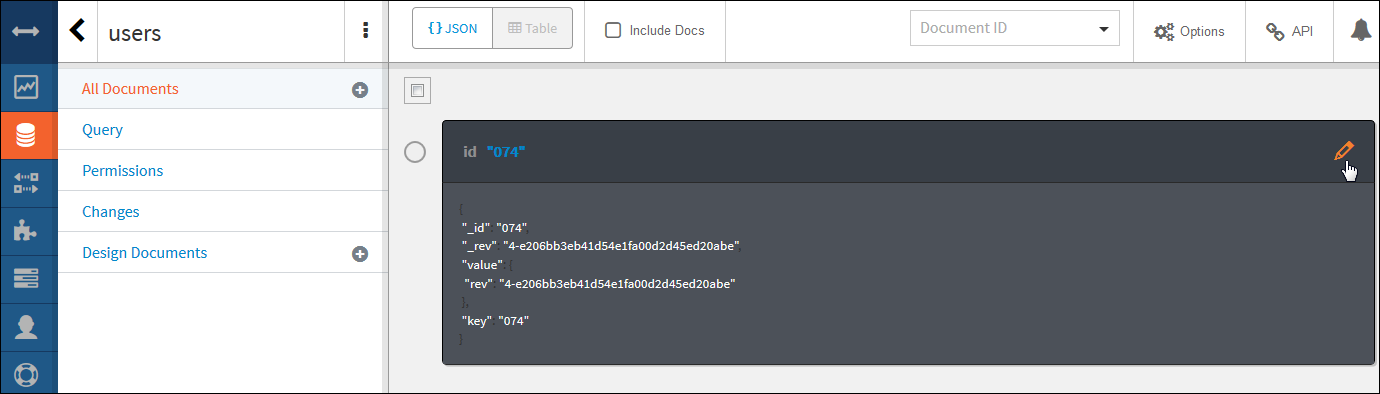 users
{} JSON
Table
Include Docs
Document ID
Options
API
All Documents
Query
Permissions
Changes
Design Documents
id "074"
{
"_id": "074",
"_rev": "4-e206bb3eb41d54e1fa00d2d45ed20abe",
"value": {
"rev": "4-e206bb3eb41d54e1fa00d2d45ed20abe"
},
"key": "074"
}